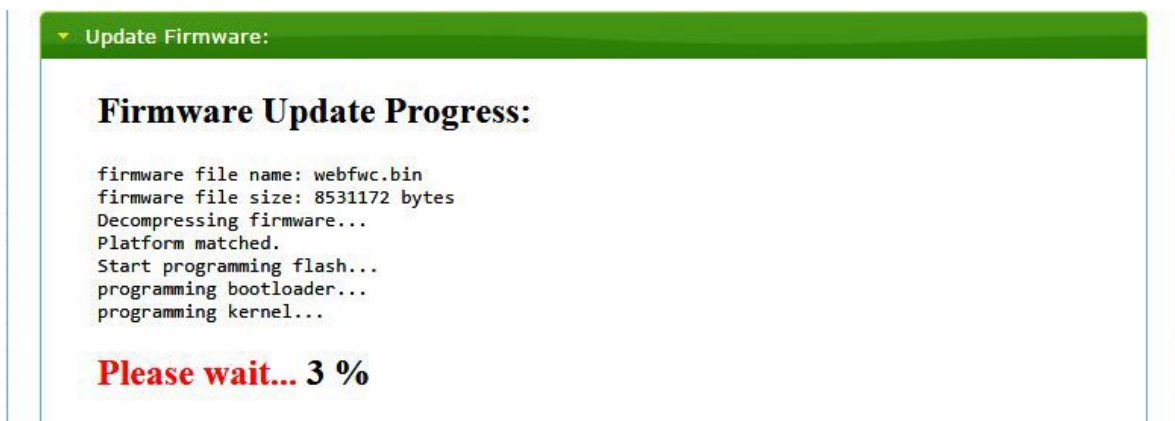 Update Firmware:
Firmware Update Progress:
firmware file name: webfwc.bin
firmware file size: 8531172 bytes
Decompressing firmware...
Platform matched.
Start programming flash...
programming bootloader...
programming kernel...
Please wait... 3 %